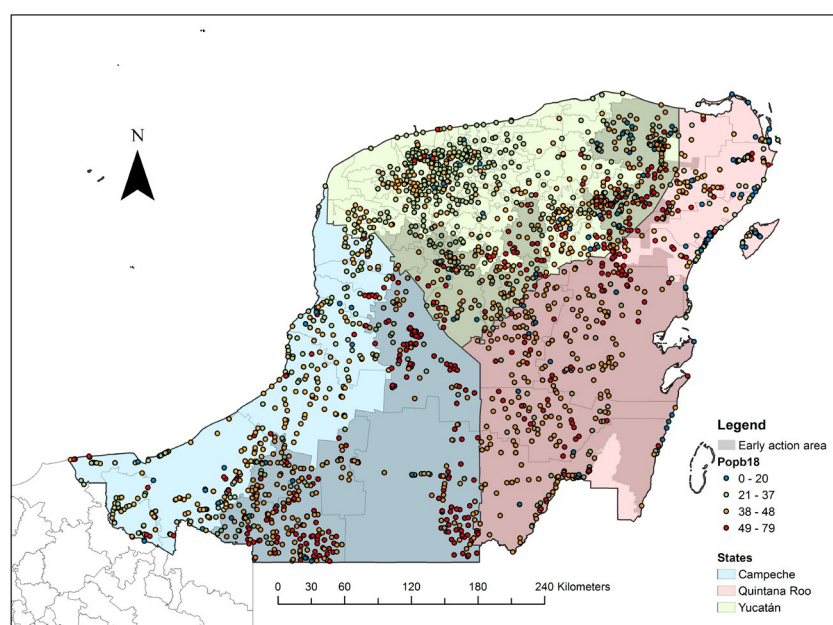 N
Legend
Early action area
Popb18
0 - 20
21 - 37
38 - 48
49 - 79
States
Campeche
Quintana Roo
Yucatán
0 30 60 120 180 240 Kilometers